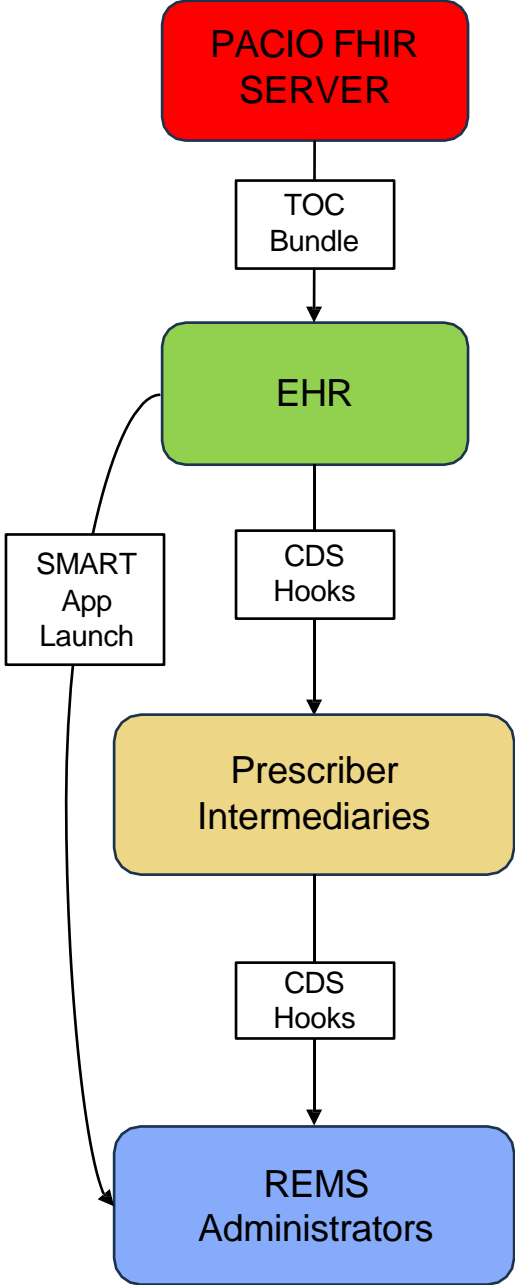 PACIO FHIR
SERVER
TOC
Bundle
EHR
SMART
App
Launch
CDS
Hooks
Prescriber
Intermediaries
CDS
Hooks
REMS
Administrators